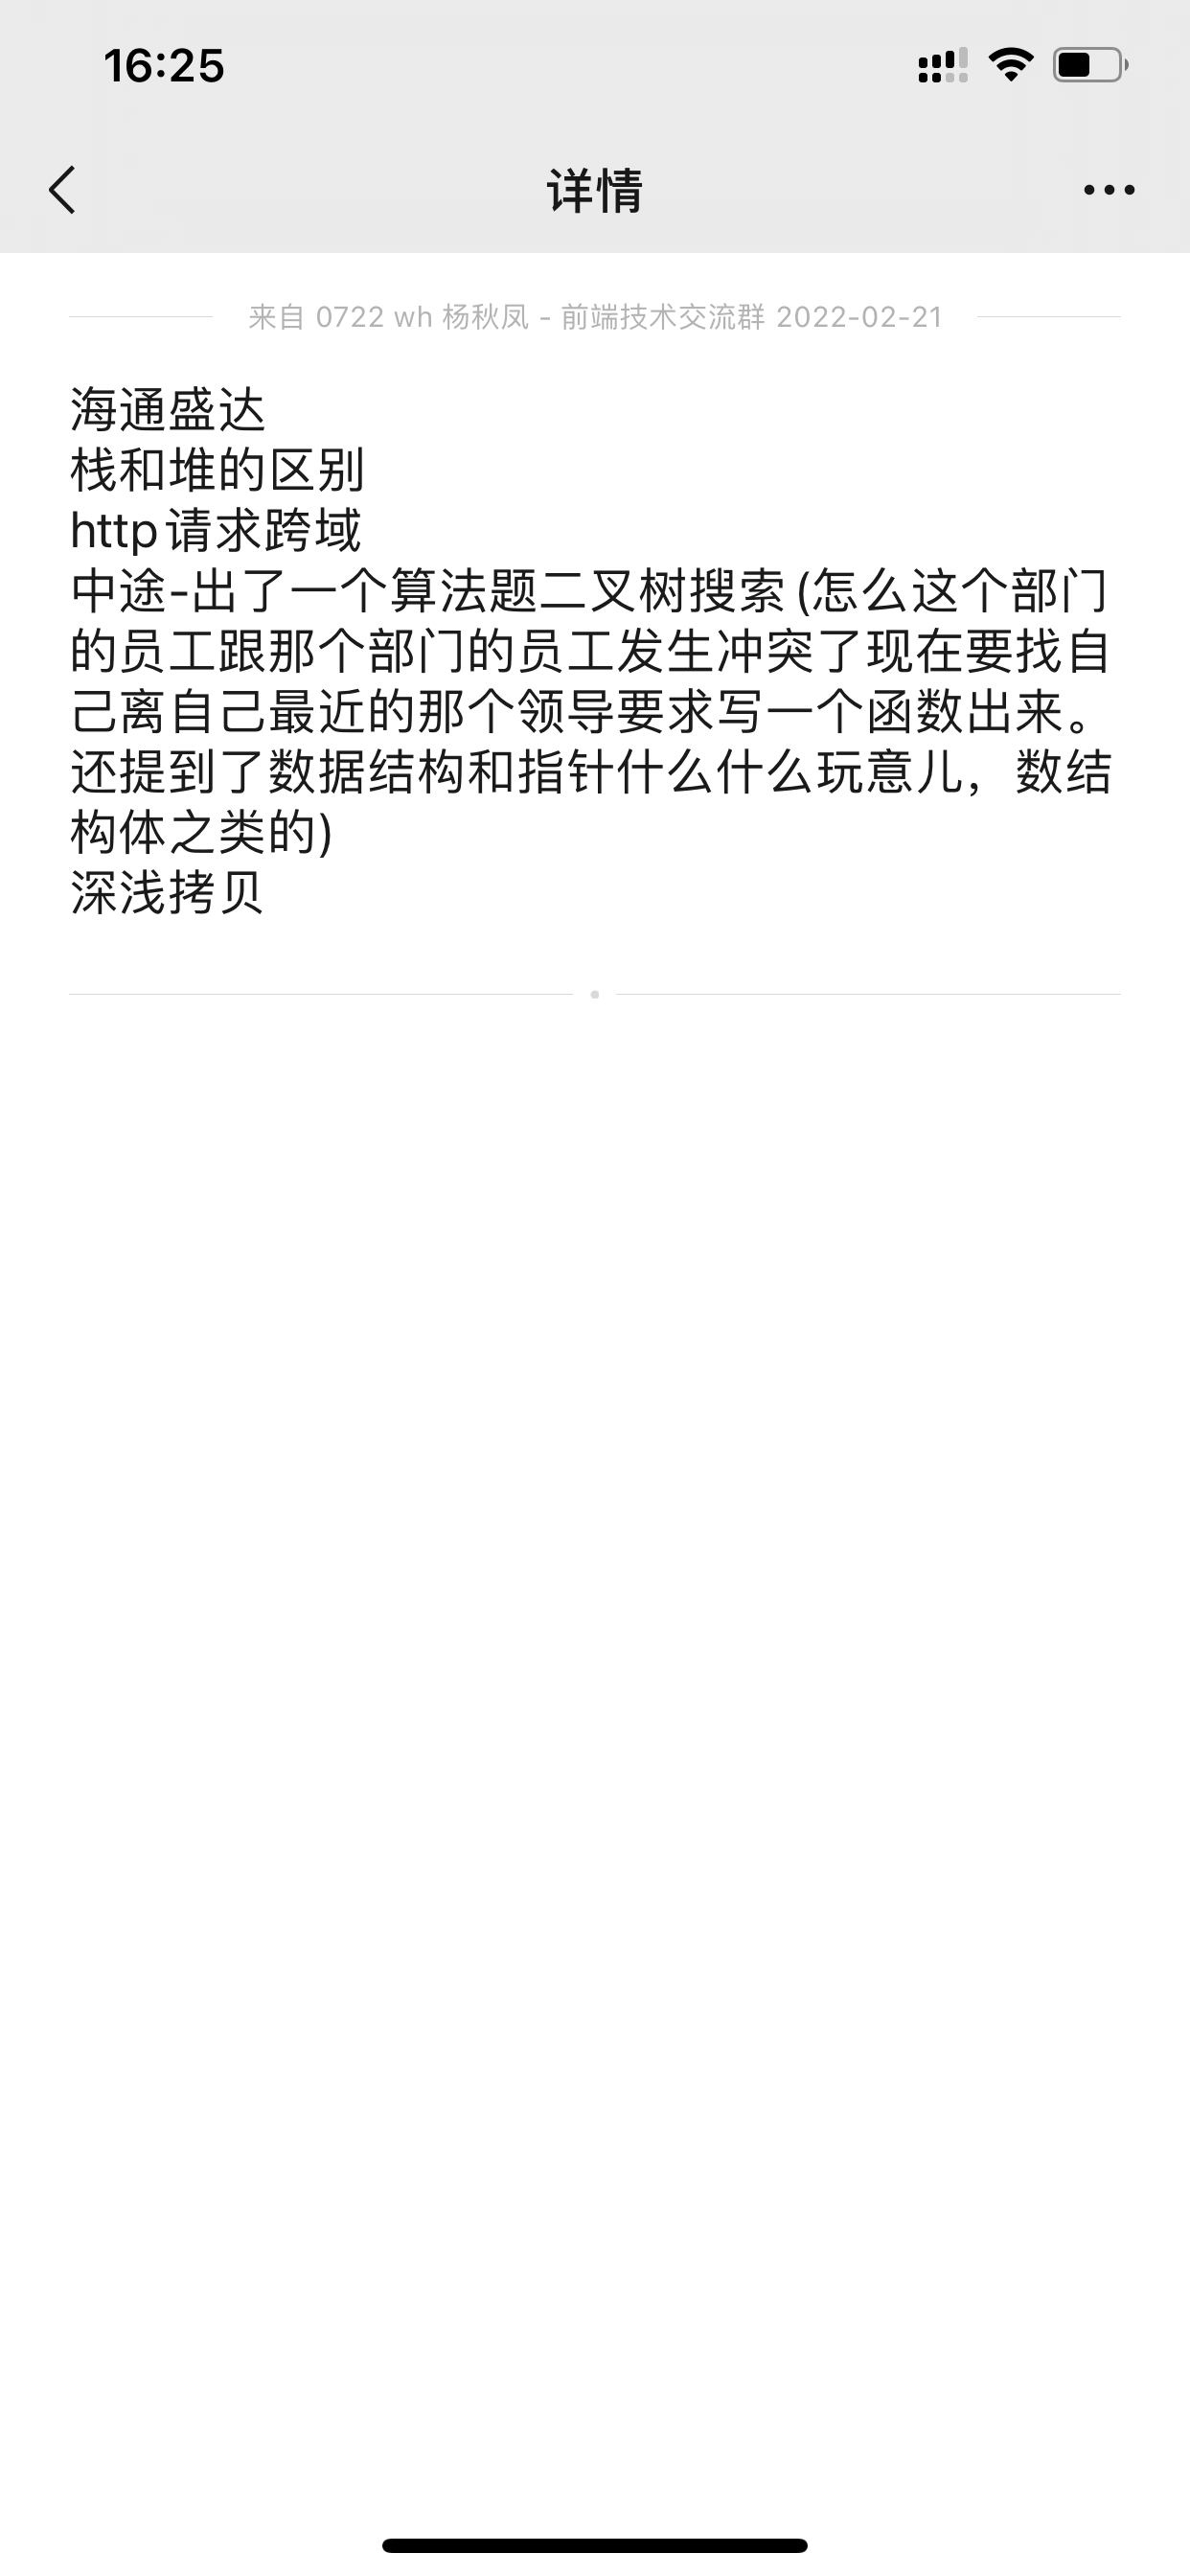 16:25
详情
来自 0722 wh 杨秋凤 - 前端技术交流群 2022-02-21
海通盛达
栈和堆的区别
http请求跨域
中途-出了一个算法题二叉树搜索(怎么这个部门
的员工跟那个部门的员工发生冲突了现在要找自
己离自己最近的那个领导要求写一个函数出来。
还提到了数据结构和指针什么什么玩意儿，数结
构体之类的)
深浅拷贝